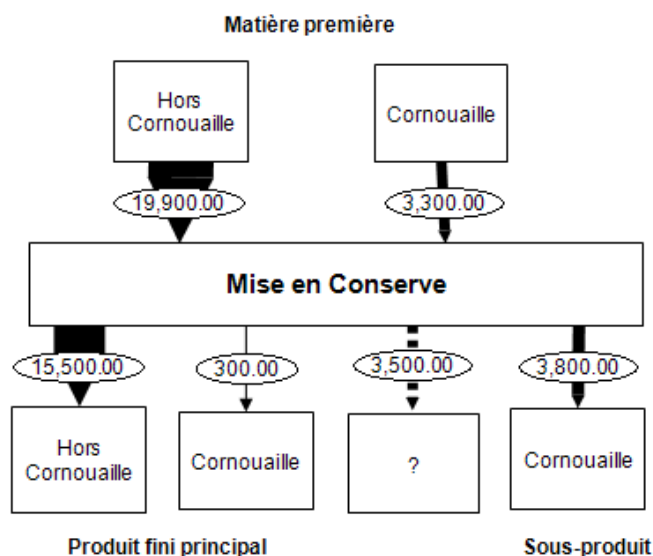 Matière première
Hors
Cornouaille
Cornouaille
19,900.00
3,300.00
Mise en Conserve
15,500.00
300.00
3,500.00
3,800.00
Hors
Cornouaille
Cornouaille
?
Cornouaille
Produit fini principal
Sous-produit